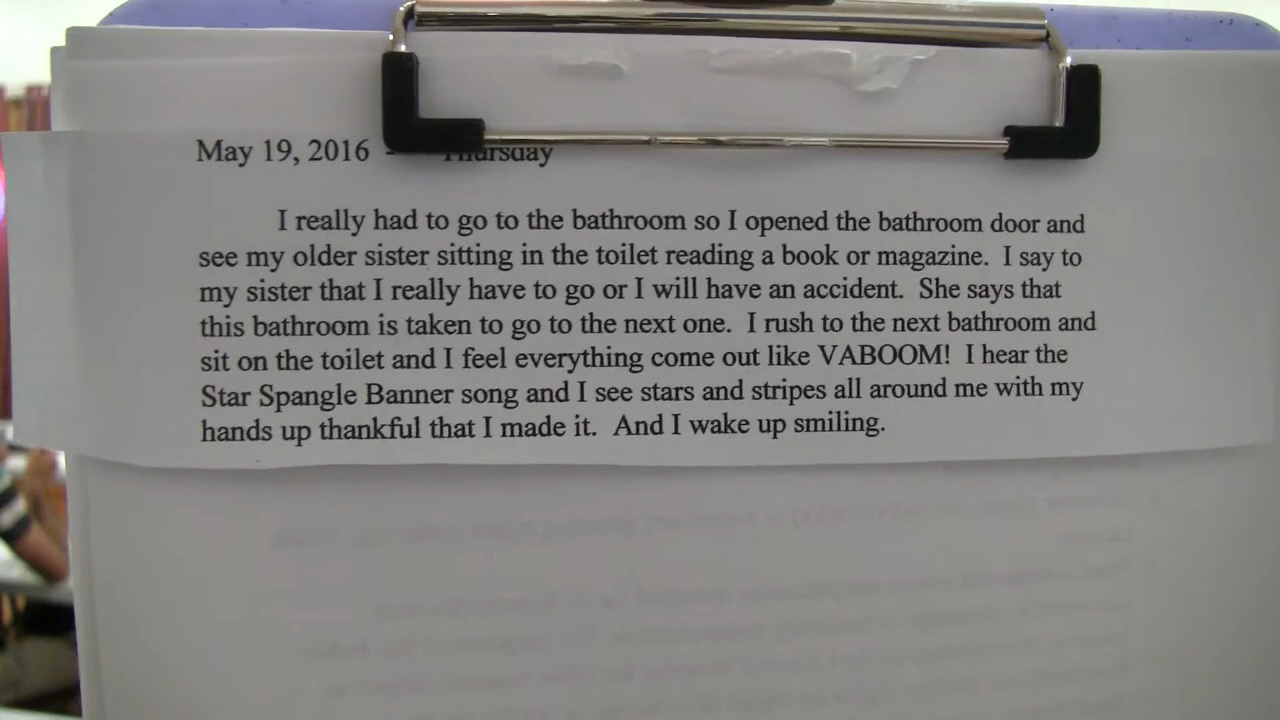 May 19, 2016 - Thursday
I really had to go to the bathroom so I opened the bathroom door and
see my older sister sitting in the toilet reading a book or magazine. I say to
my sister that I really have to go or I will have an accident. She says that
this bathroom is taken to go to the next one. I rush to the next bathroom and
sit on the toilet and I feel everything come out like VABOOM! I hear the
Star Spangle Banner song and I see stars and stripes all around me with my
hands up thankful that I made it. And I wake up smiling.